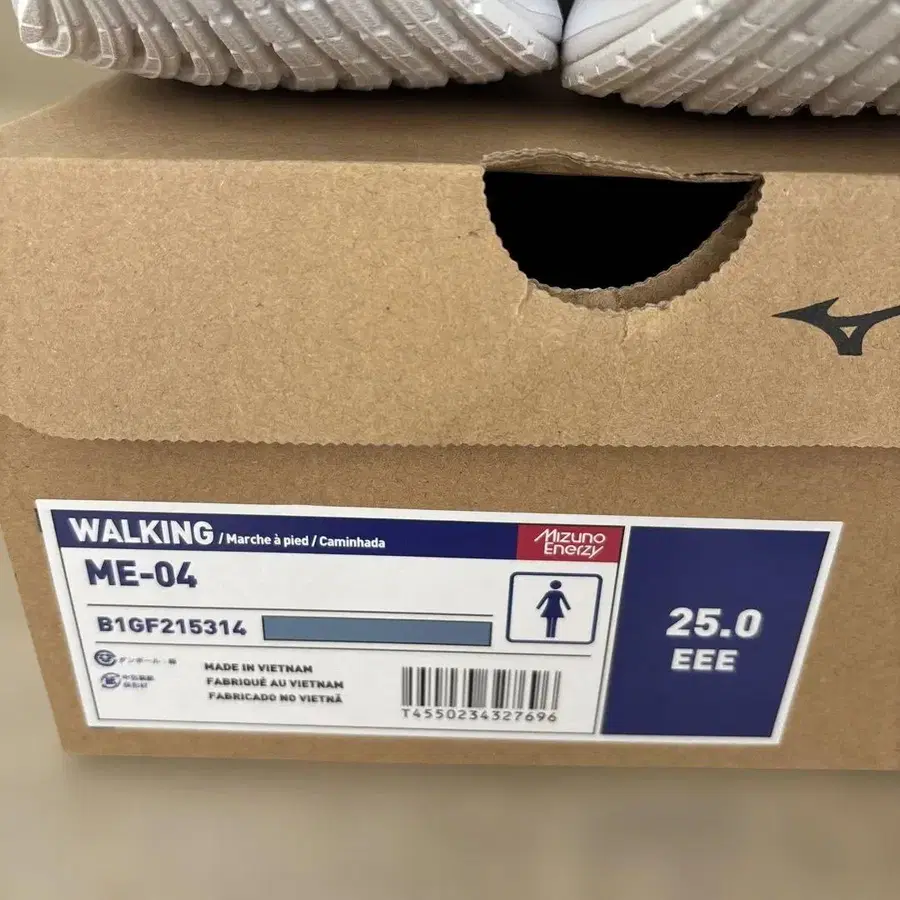 WALKING / Marche à pied / Caminhada
Mizuno
Enerzy
ME-04
B1GF215314
25.0
EEE
ダンボール：箱
MADE IN VIETNAM
FABRIQUÉ AU VIETNAM
FABRICADO NO VIETNÃ
T4550234327696